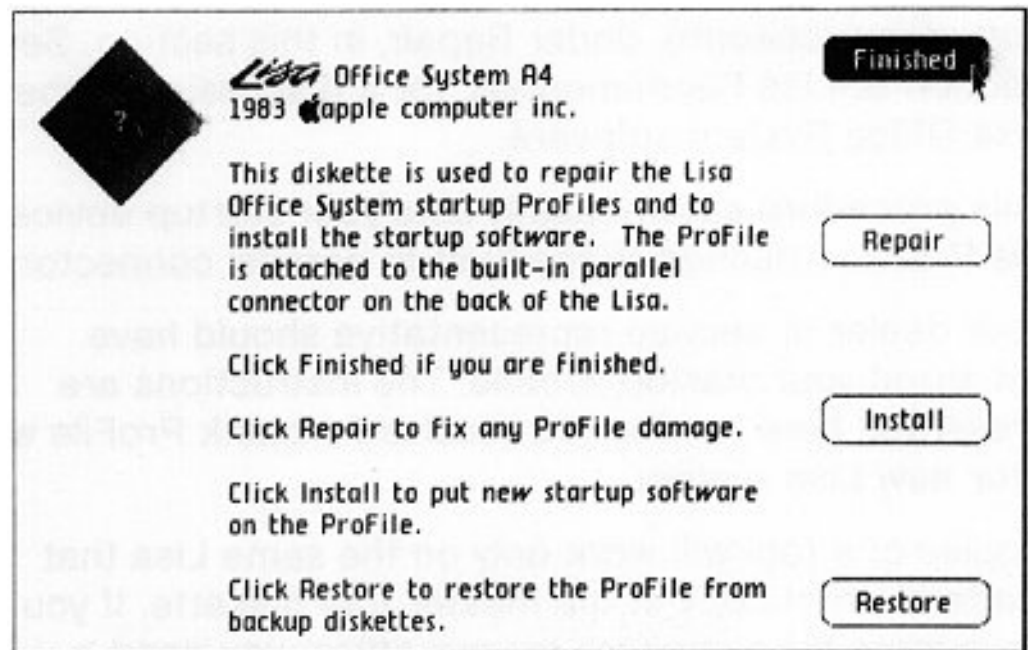 ?
Lisa Office System A4
1983 apple computer inc.
Finished
This diskette is used to repair the Lisa
Office System startup ProFiles and to
install the startup software. The ProFile
is attached to the built-in parallel
connector on the back of the Lisa.
Repair
Click Finished if you are finished.
Click Repair to fix any ProFile damage.
Install
Click Install to put new startup software
on the ProFile.
Click Restore to restore the ProFile from
backup diskettes.
Restore